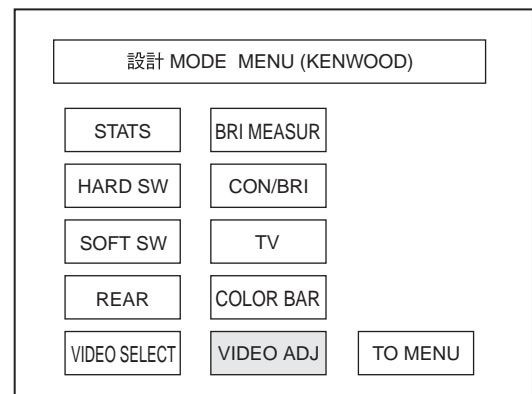 設計 MODE MENU (KENWOOD)
STATS BRI MEASUR
HARD SW CON/BRI
SOFT SW TV
REAR COLOR BAR
VIDEO SELECT VIDEO ADJ TO MENU